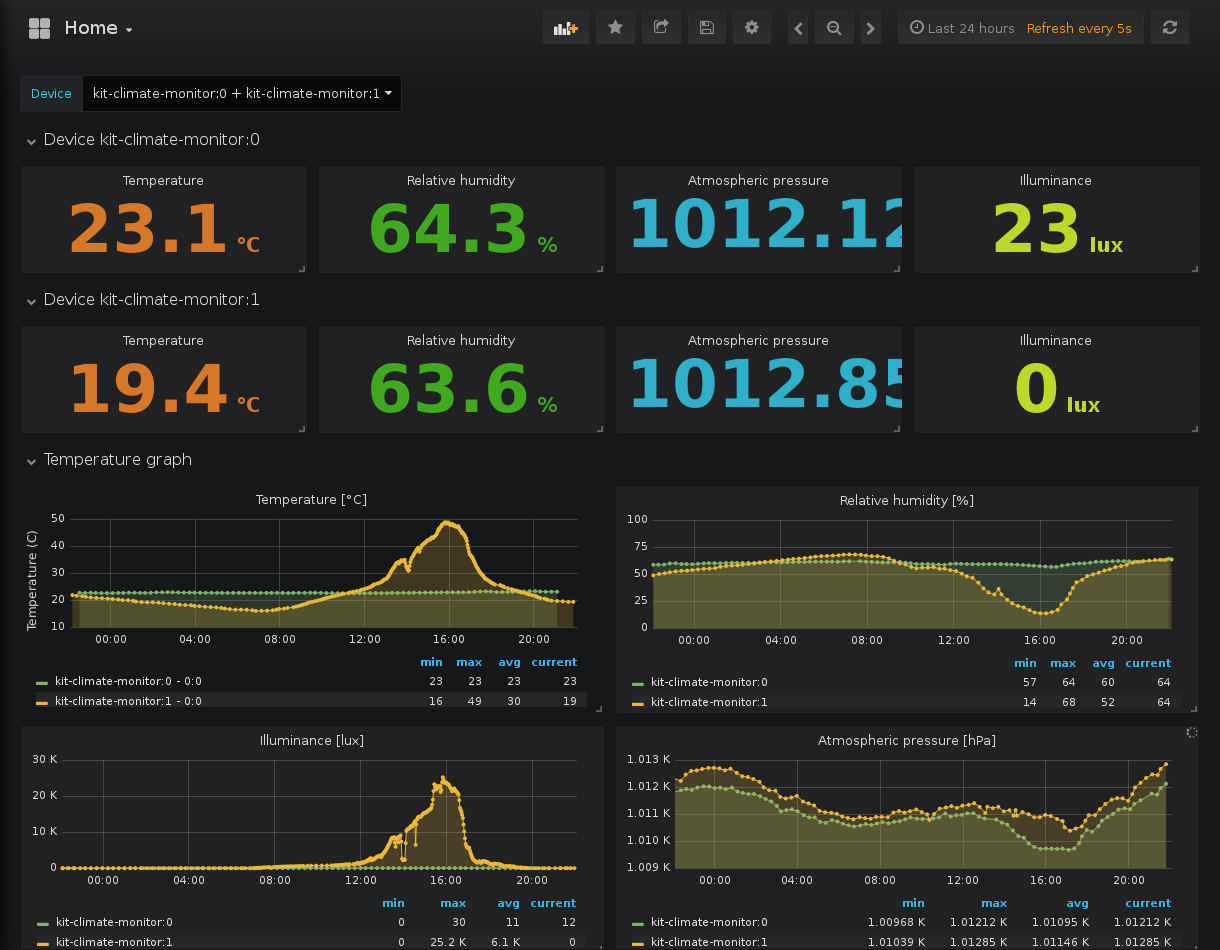 Home
Last 24 hours Refresh every 5s
Device kit-climate-monitor:0 + kit-climate-monitor:1
Device kit-climate-monitor:0
Temperature Relative humidity Atmospheric pressure Illuminance
23.1 °C 64.3 % 1012.12 23 lux
Device kit-climate-monitor:1
Temperature Relative humidity Atmospheric pressure Illuminance
19.4 °C 63.6 % 1012.85 0 lux
Temperature graph
Temperature [°C]
Temperature (C)
50
40
30
20
10
00:00 04:00 08:00 12:00 16:00 20:00
min max avg current
kit-climate-monitor:0 - 0:0 23 23 23 23
kit-climate-monitor:1 - 0:0 16 49 30 19
Relative humidity [%]
100
75
50
25
0
00:00 04:00 08:00 12:00 16:00 20:00
min max avg current
kit-climate-monitor:0 57 64 60 64
kit-climate-monitor:1 14 68 52 64
Illuminance [lux]
30 K
20 K
10 K
0
00:00 04:00 08:00 12:00 16:00 20:00
min max avg current
kit-climate-monitor:0 0 30 11 12
kit-climate-monitor:1 0 25.2 K 6.1 K 0
Atmospheric pressure [hPa]
1.013 K
1.012 K
1.011 K
1.010 K
1.009 K
00:00 04:00 08:00 12:00 16:00 20:00
min max avg current
kit-climate-monitor:0 1.00968 K 1.01212 K 1.01095 K 1.01212 K
kit-climate-monitor:1 1.01039 K 1.01285 K 1.01146 K 1.01285 K